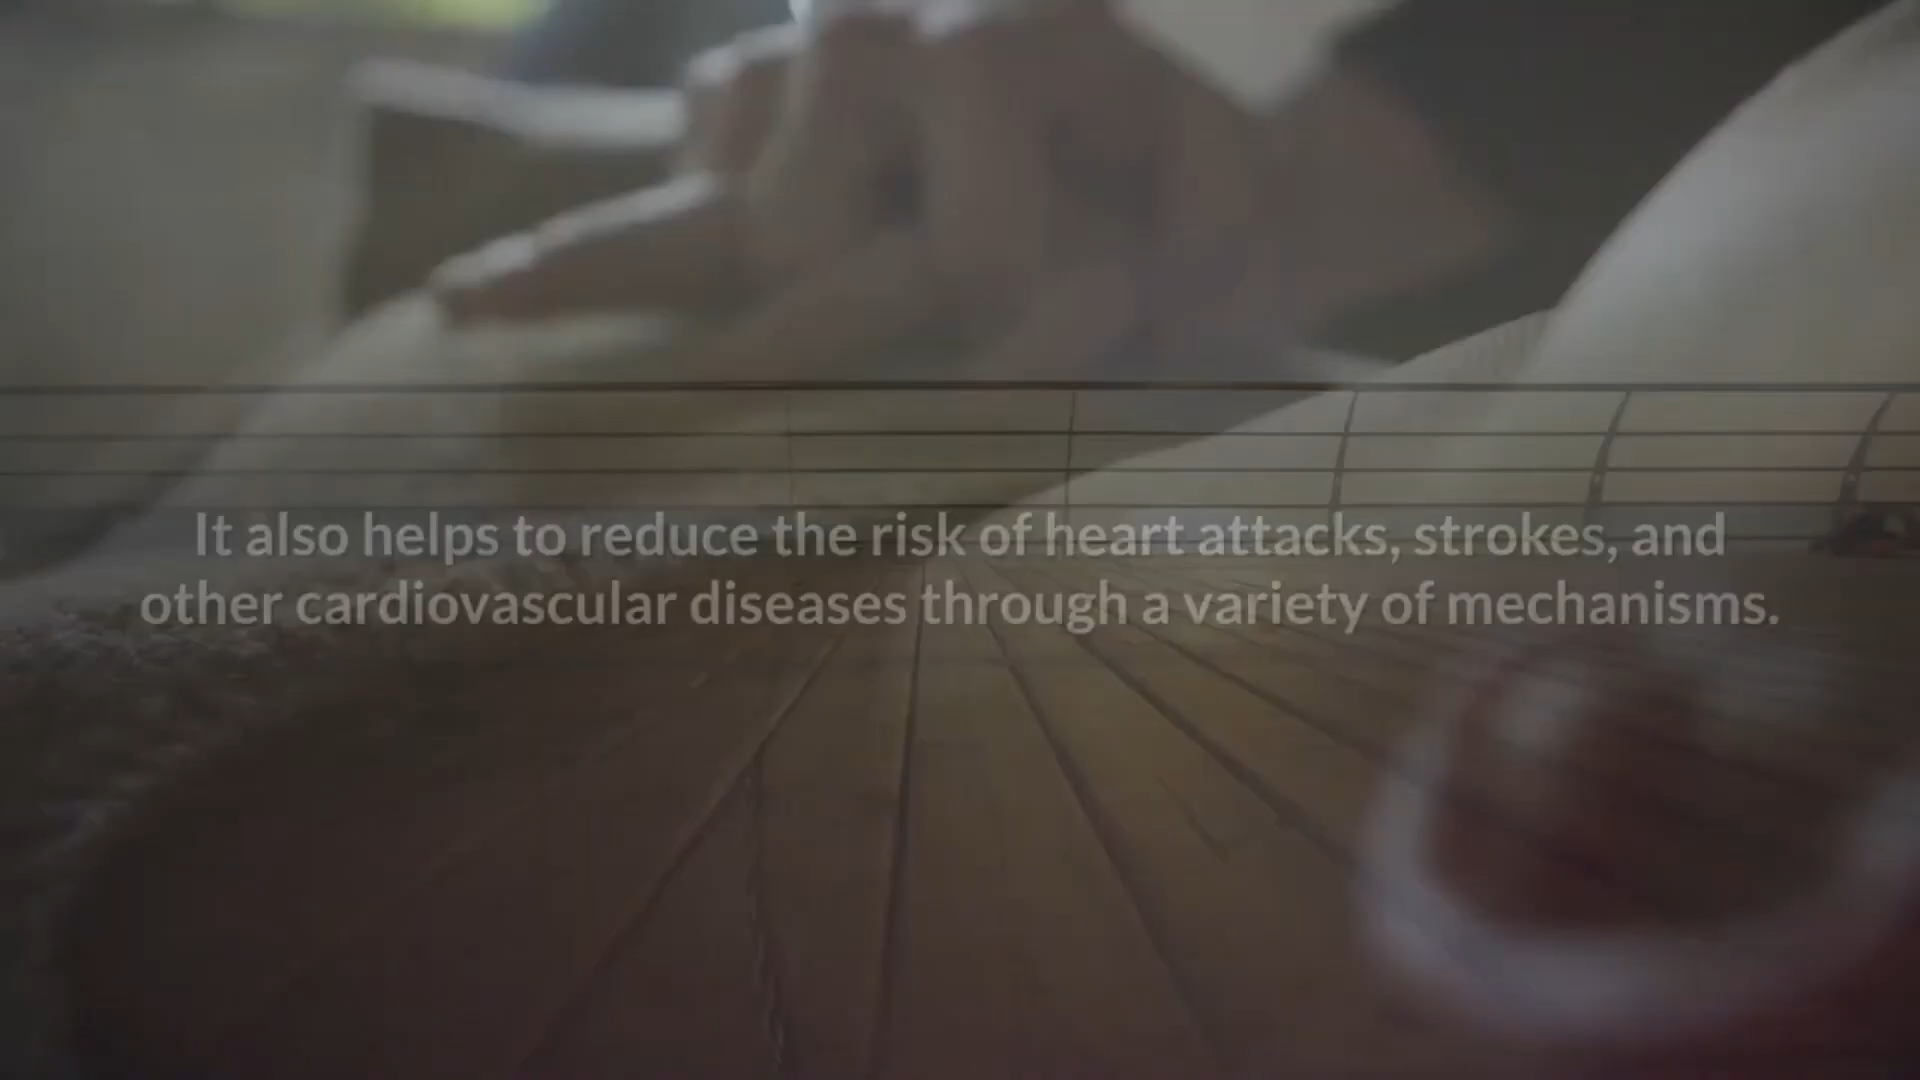 It also helps to reduce the risk of heart attacks, strokes, and
other cardiovascular diseases through a variety of mechanisms.